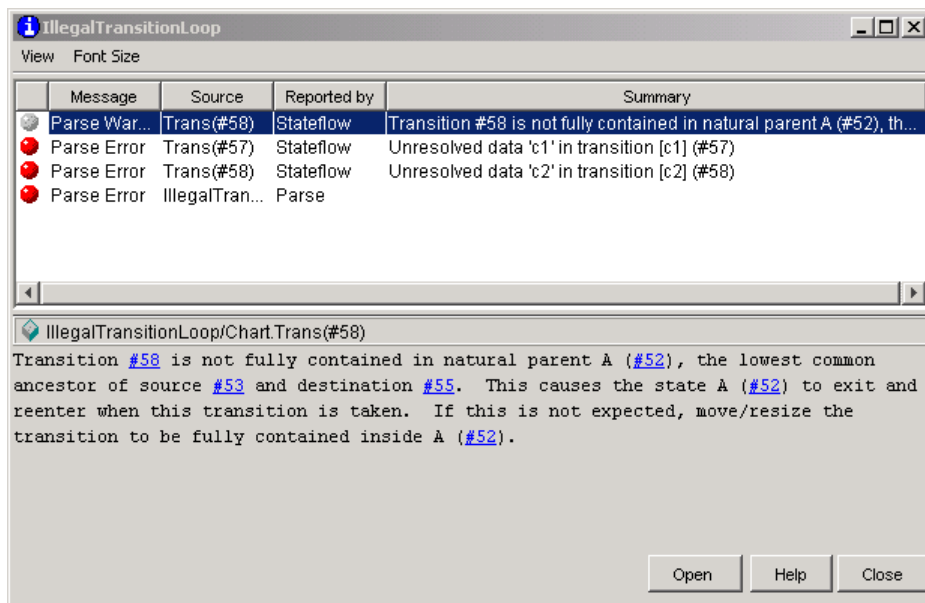 IllegalTransitionLoop
View Font Size
Message Source Reported by Summary
Parse War... Trans(#58) Stateflow Transition #58 is not fully contained in natural parent A (#52), th...
Parse Error Trans(#57) Stateflow Unresolved data 'c1' in transition [c1] (#57)
Parse Error Trans(#58) Stateflow Unresolved data 'c2' in transition [c2] (#58)
Parse Error IllegalTran... Parse
IllegalTransitionLoop/Chart.Trans(#58)
Transition #58 is not fully contained in natural parent A (#52), the lowest common
ancestor of source #53 and destination #55. This causes the state A (#52) to exit and
reenter when this transition is taken. If this is not expected, move/resize the
transition to be fully contained inside A (#52).
Open Help Close